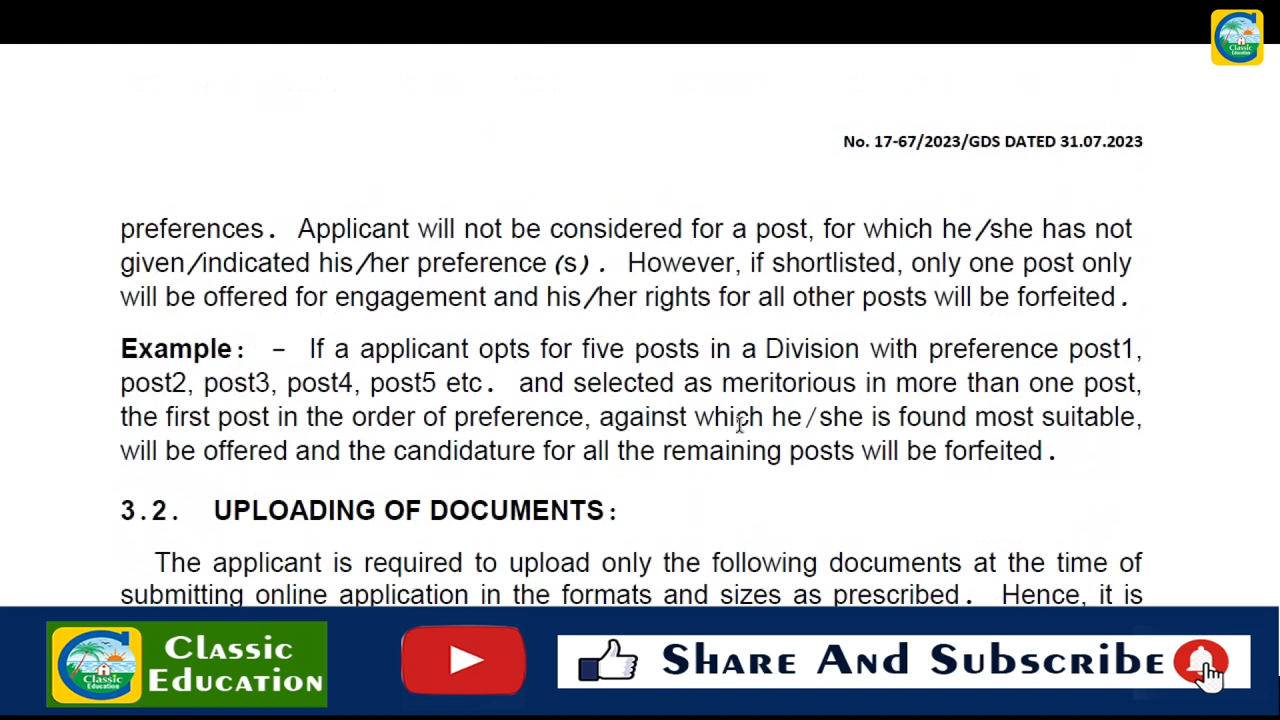 Classic
Education
No. 17-67/2023/GDS DATED 31.07.2023
preferences. Applicant will not be considered for a post, for which he/she has not
given/indicated his/her preference (s). However, if shortlisted, only one post only
will be offered for engagement and his/her rights for all other posts will be forfeited.
Example: - If a applicant opts for five posts in a Division with preference post1,
post2, post3, post4, post5 etc. and selected as meritorious in more than one post,
the first post in the order of preference, against which he/she is found most suitable,
will be offered and the candidature for all the remaining posts will be forfeited.
3.2. UPLOADING OF DOCUMENTS:
The applicant is required to upload only the following documents at the time of
submitting online application in the formats and sizes as prescribed. Hence, it is
Classic
Education
Classic
Education
Share And Subscribe